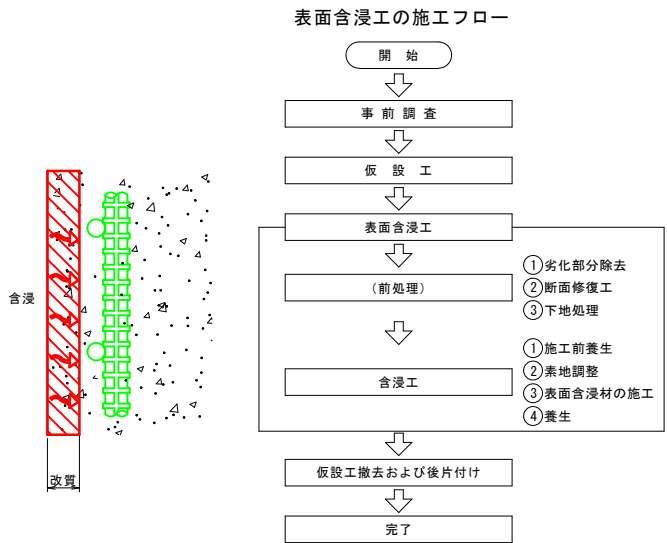 表面含浸工の施工フロー
開 始
事 前 調 査
仮 設 工
表面含浸工
(前処理)
①劣化部分除去
②断面修復工
③下地処理
含浸工
①施工前養生
②素地調整
③表面含浸材の施工
④養生
仮設工撤去および後片付け
完了
含浸
改質